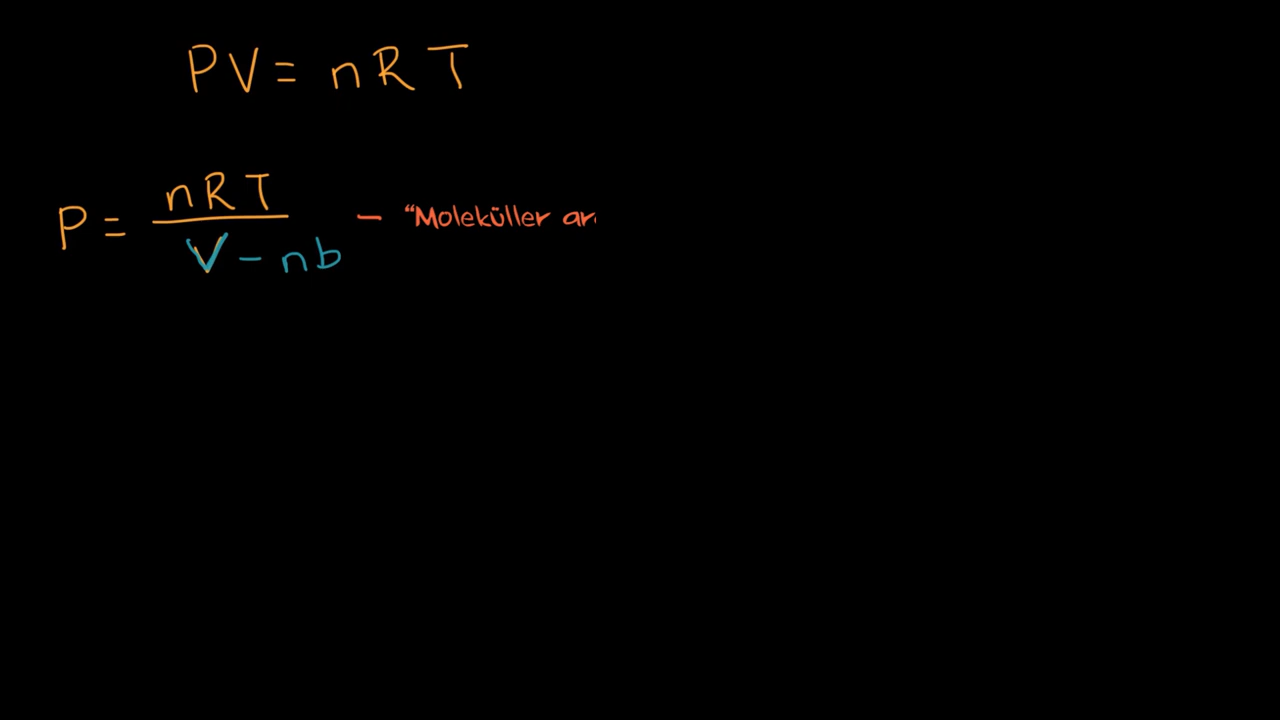 PV = nRT
P = nRT / V - nb - "Moleküller